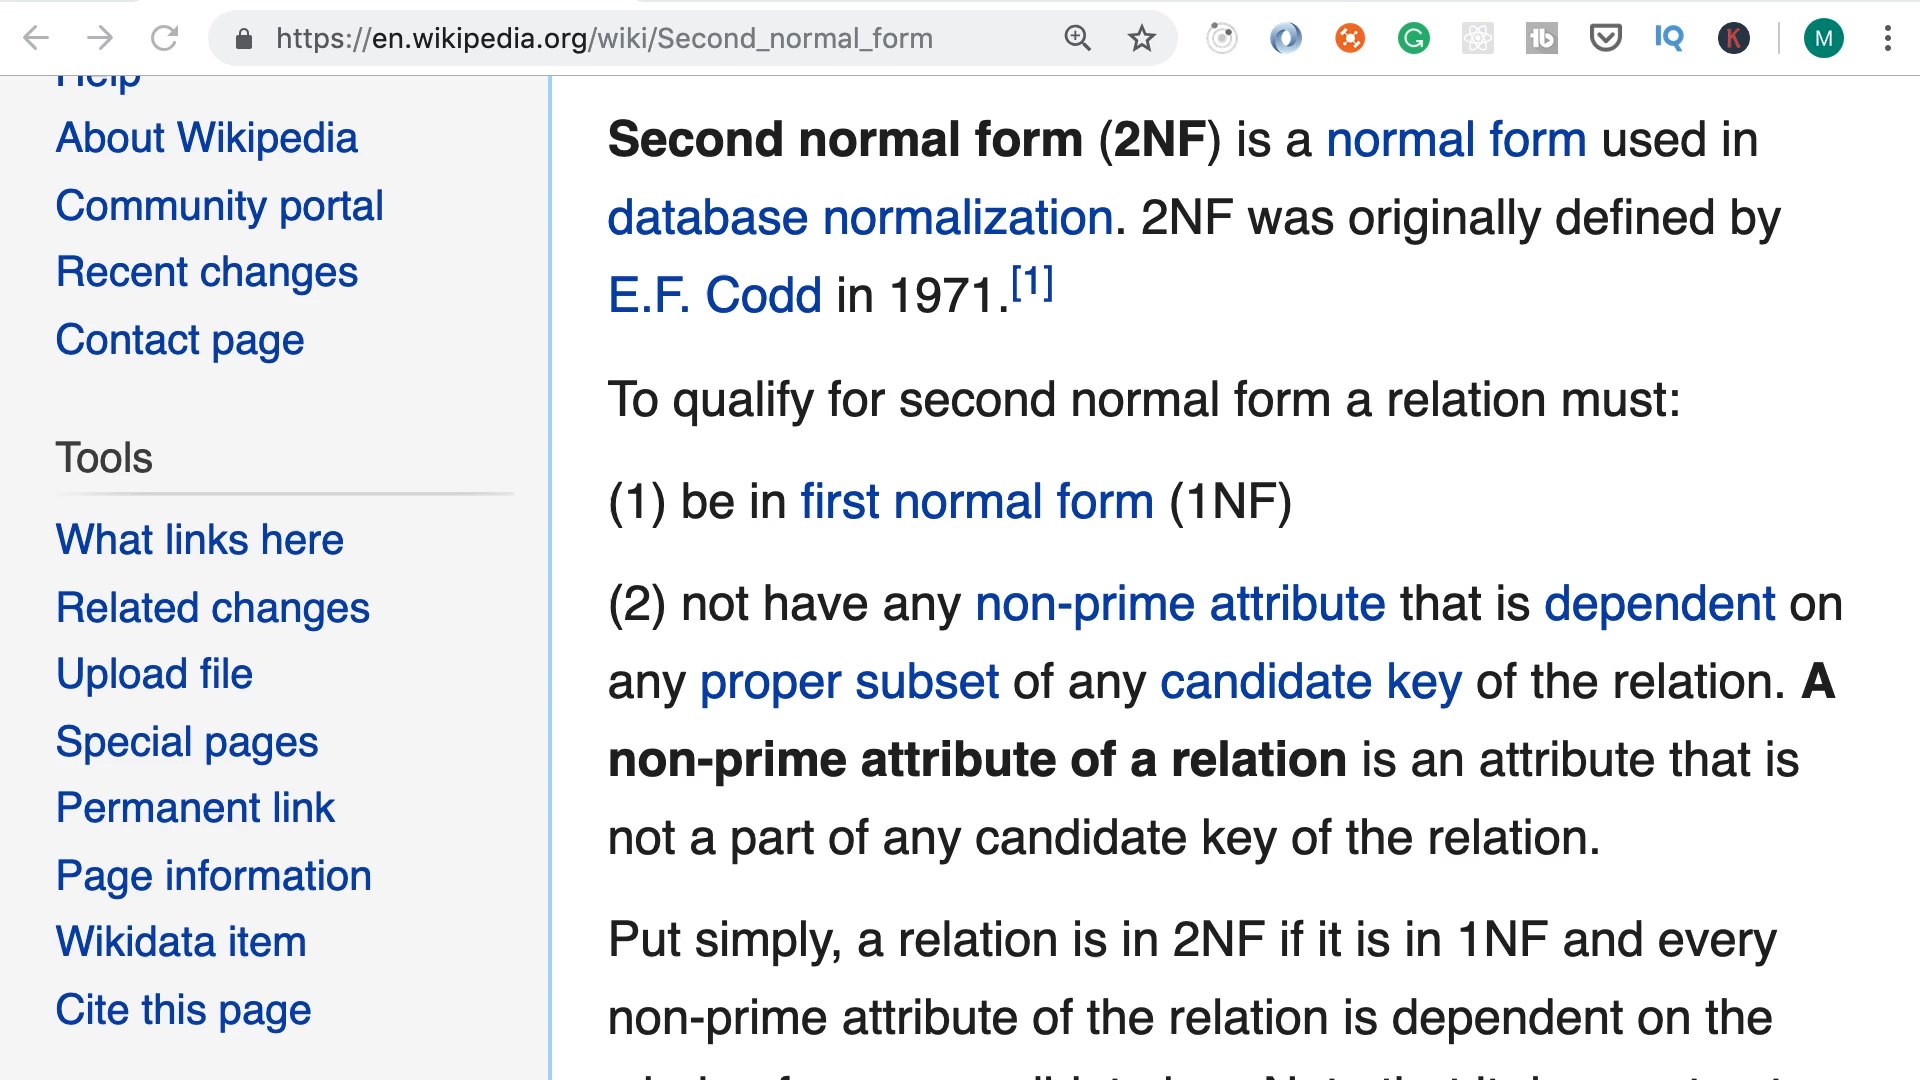 https://en.wikipedia.org/wiki/Second_normal_form
M
Help
About Wikipedia
Community portal
Recent changes
Contact page
Tools
What links here
Related changes
Upload file
Special pages
Permanent link
Page information
Wikidata item
Cite this page
Second normal form (2NF) is a normal form used in
database normalization. 2NF was originally defined by
E.F. Codd in 1971.[1]
To qualify for second normal form a relation must:
(1) be in first normal form (1NF)
(2) not have any non-prime attribute that is dependent on
any proper subset of any candidate key of the relation. A
non-prime attribute of a relation is an attribute that is
not a part of any candidate key of the relation.
Put simply, a relation is in 2NF if it is in 1NF and every
non-prime attribute of the relation is dependent on the